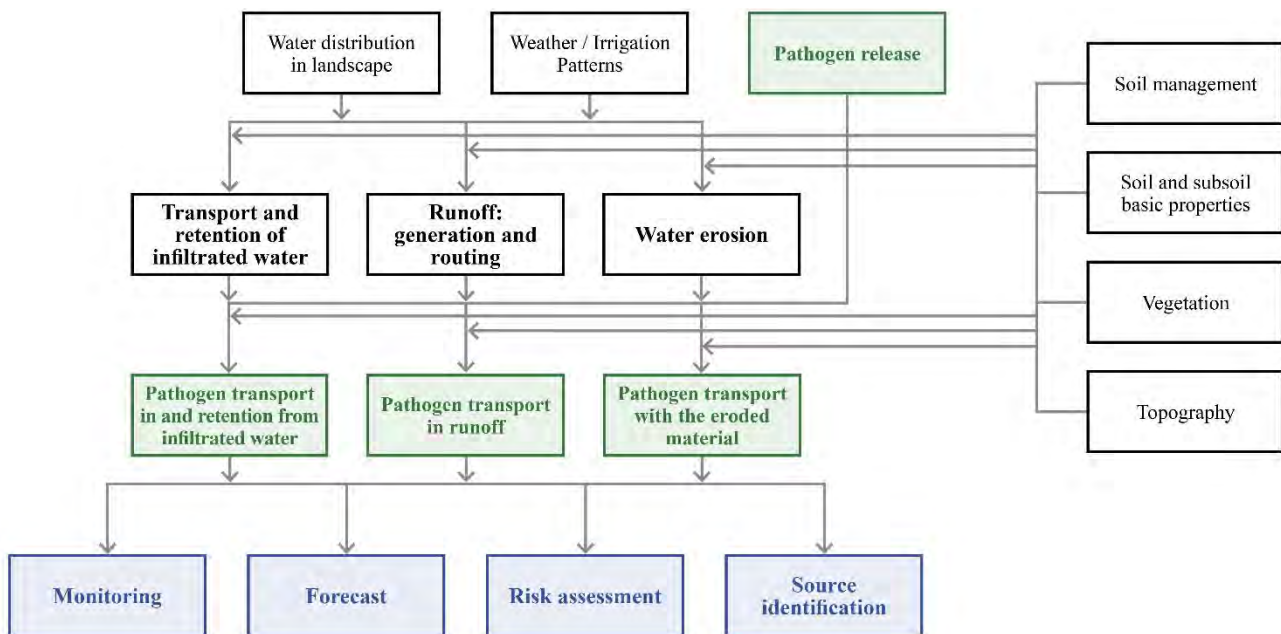 Water distribution
in landscape
Weather / Irrigation
Patterns
Pathogen release
Soil management
Soil and subsoil
basic properties
Transport and
retention of
infiltrated water
Runoff:
generation and
routing
Water erosion
Vegetation
Pathogen transport
in and retention from
infiltrated water
Pathogen transport
in runoff
Pathogen transport
with the eroded
material
Topography
Monitoring
Forecast
Risk assessment
Source
identification